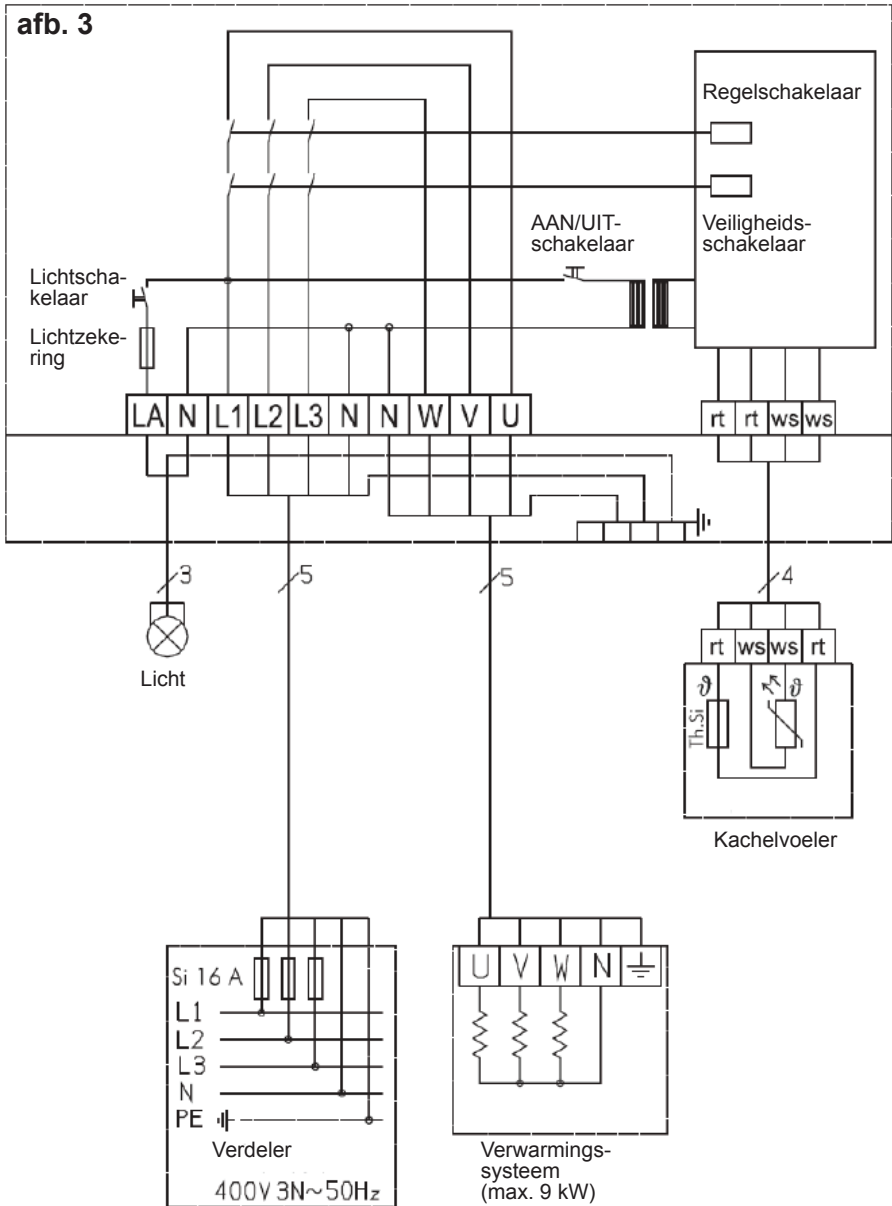 afb. 3
Regelschakelaar
AAN/UIT-
schakelaar
Veiligheids-
schakelaar
Lichtscha-
kelaar
Lichtzeke-
ring
LA N L1 L2 L3 N N W V U
rt rt ws ws
3
5
5
4
Licht
rt ws ws rt
ϑ
ϑ
Th.Si
Kachelvoeler
Si 16 A
L1
L2
L3
N
PE
Verdeler
400V 3N~50Hz
U V W N
Verwarmings-
systeem
(max. 9 kW)